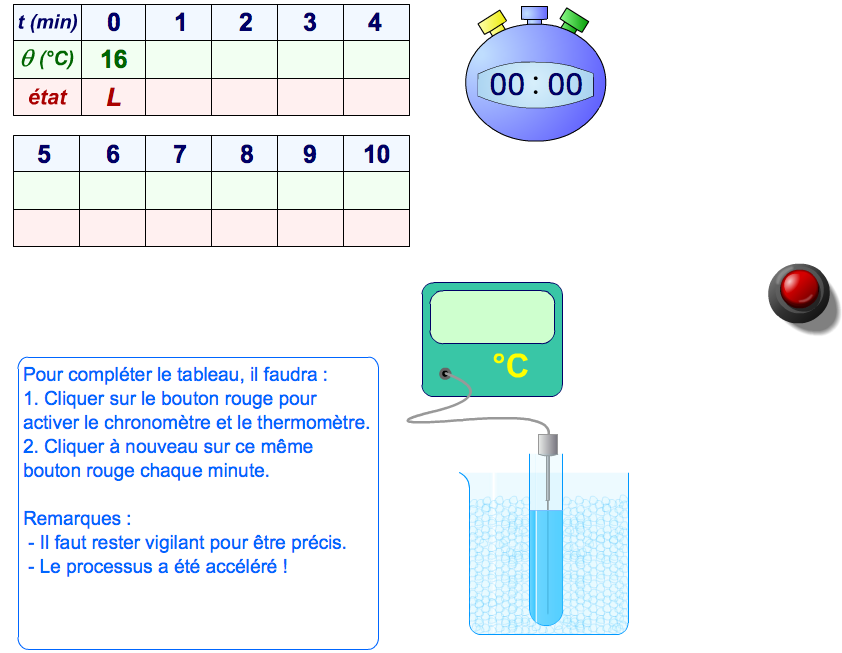 t (min) 0 1 2 3 4
θ (°C) 16
état L
5 6 7 8 9 10
00 : 00
°C
Pour compléter le tableau, il faudra :
1. Cliquer sur le bouton rouge pour
activer le chronomètre et le thermomètre.
2. Cliquer à nouveau sur ce même
bouton rouge chaque minute.
Remarques :
- Il faut rester vigilant pour être précis.
- Le processus a été accéléré !